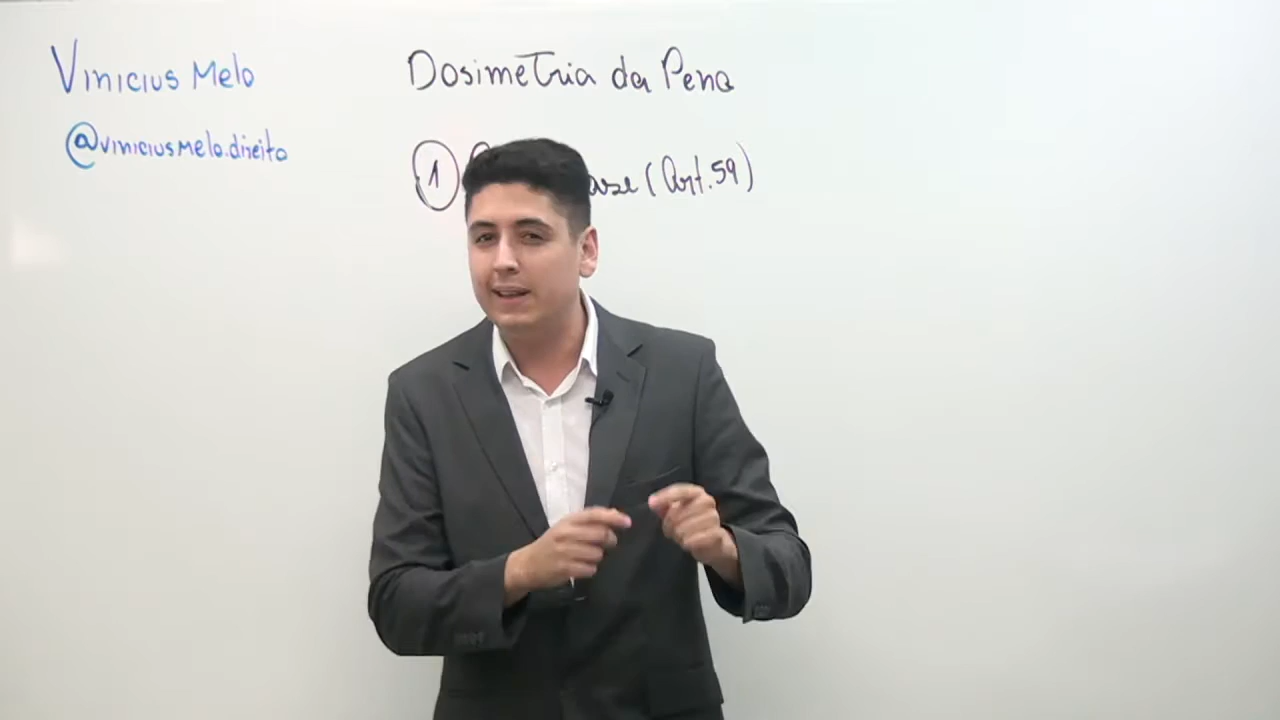 Vinicius Melo
@viniciusmelo.direito
Dosimetria da Pena
1 (Art.59)